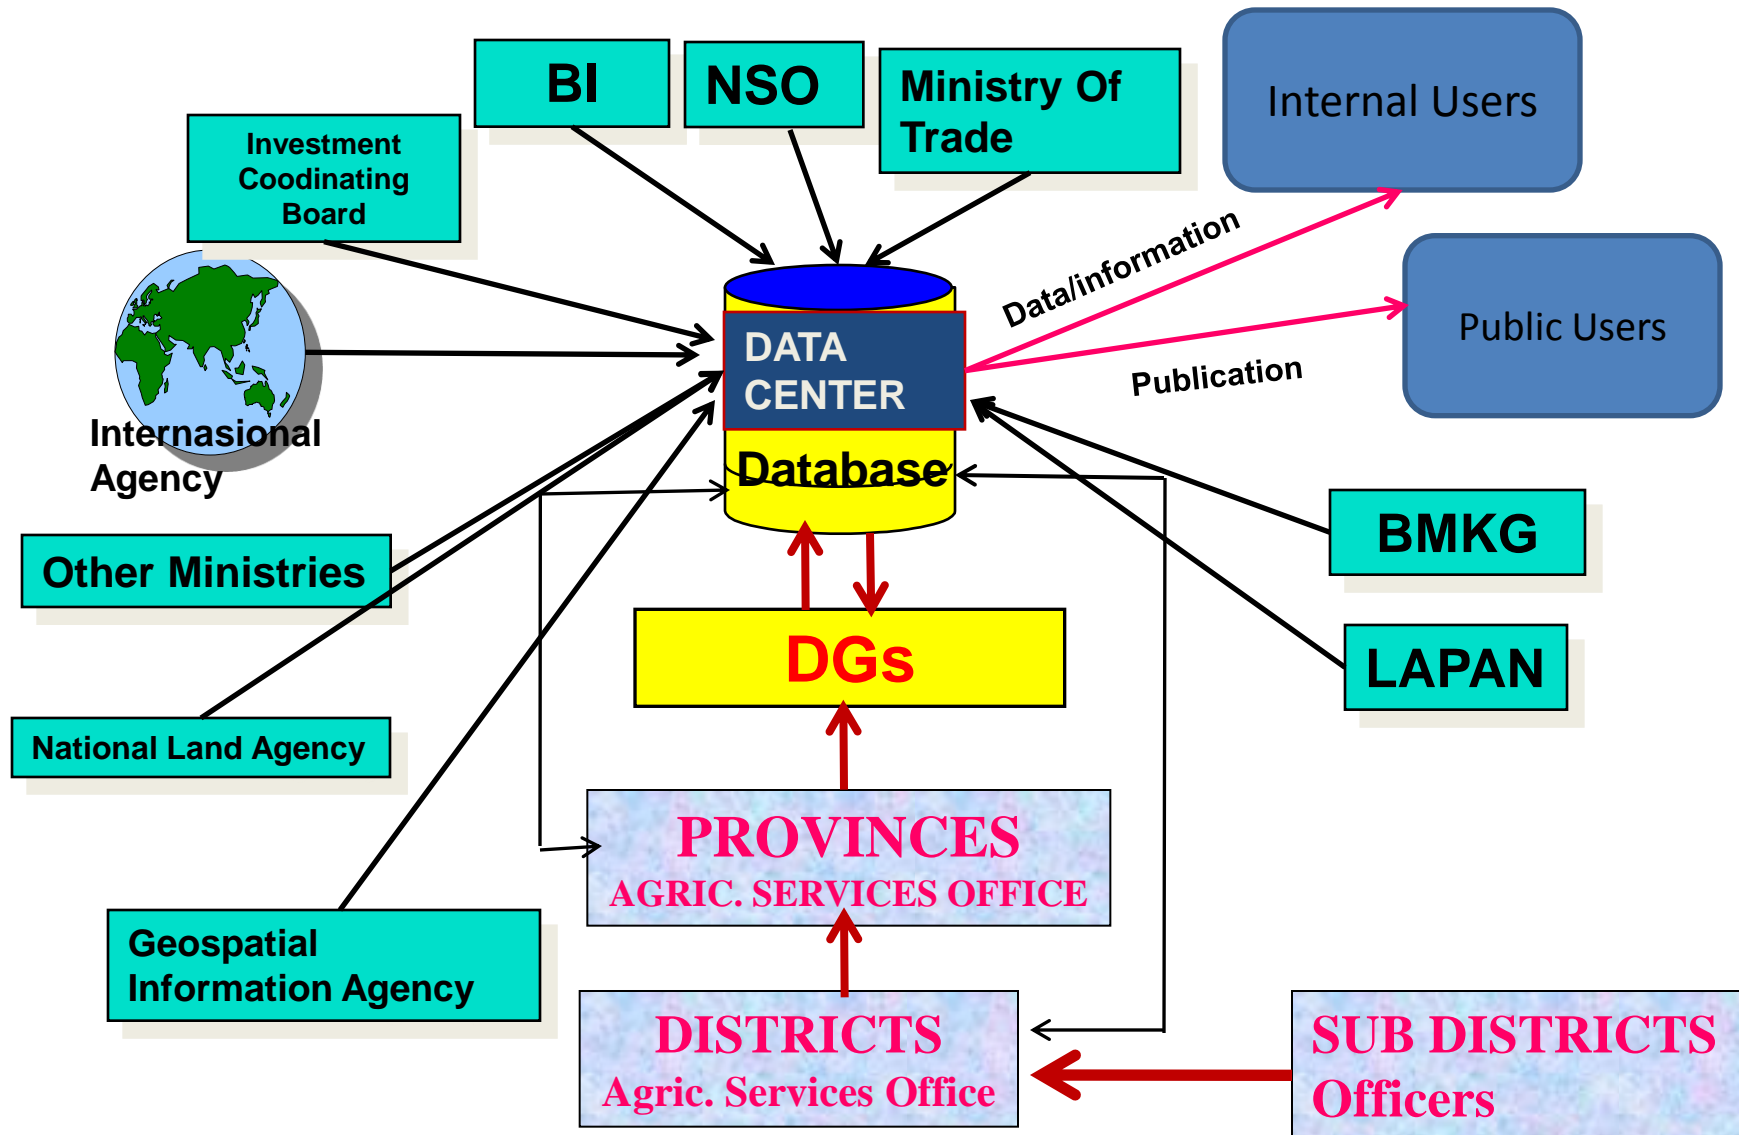 BI
NSO
Ministry Of
Trade
Internal Users
Investment
Coodinating
Board
Data/information
Public Users
DATA
CENTER
Publication
Internasional
Agency
Database
BMKG
Other Ministries
DGs
LAPAN
National Land Agency
PROVINCES
AGRIC. SERVICES OFFICE
Geospatial
Information Agency
DISTRICTS
Agric. Services Office
SUB DISTRICTS
Officers